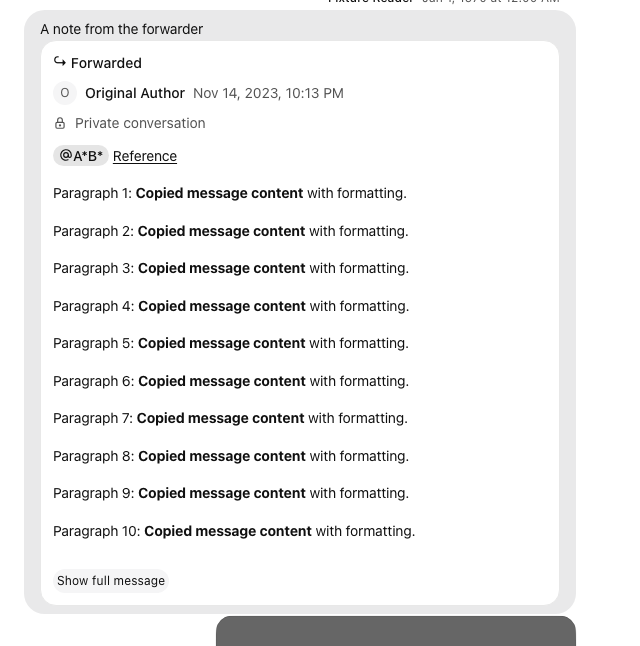 A note from the forwarder
Forwarded
O Original Author Nov 14, 2023, 10:13 PM
Private conversation
@A*B* Reference
Paragraph 1: Copied message content with formatting.
Paragraph 2: Copied message content with formatting.
Paragraph 3: Copied message content with formatting.
Paragraph 4: Copied message content with formatting.
Paragraph 5: Copied message content with formatting.
Paragraph 6: Copied message content with formatting.
Paragraph 7: Copied message content with formatting.
Paragraph 8: Copied message content with formatting.
Paragraph 9: Copied message content with formatting.
Paragraph 10: Copied message content with formatting.
Show full message